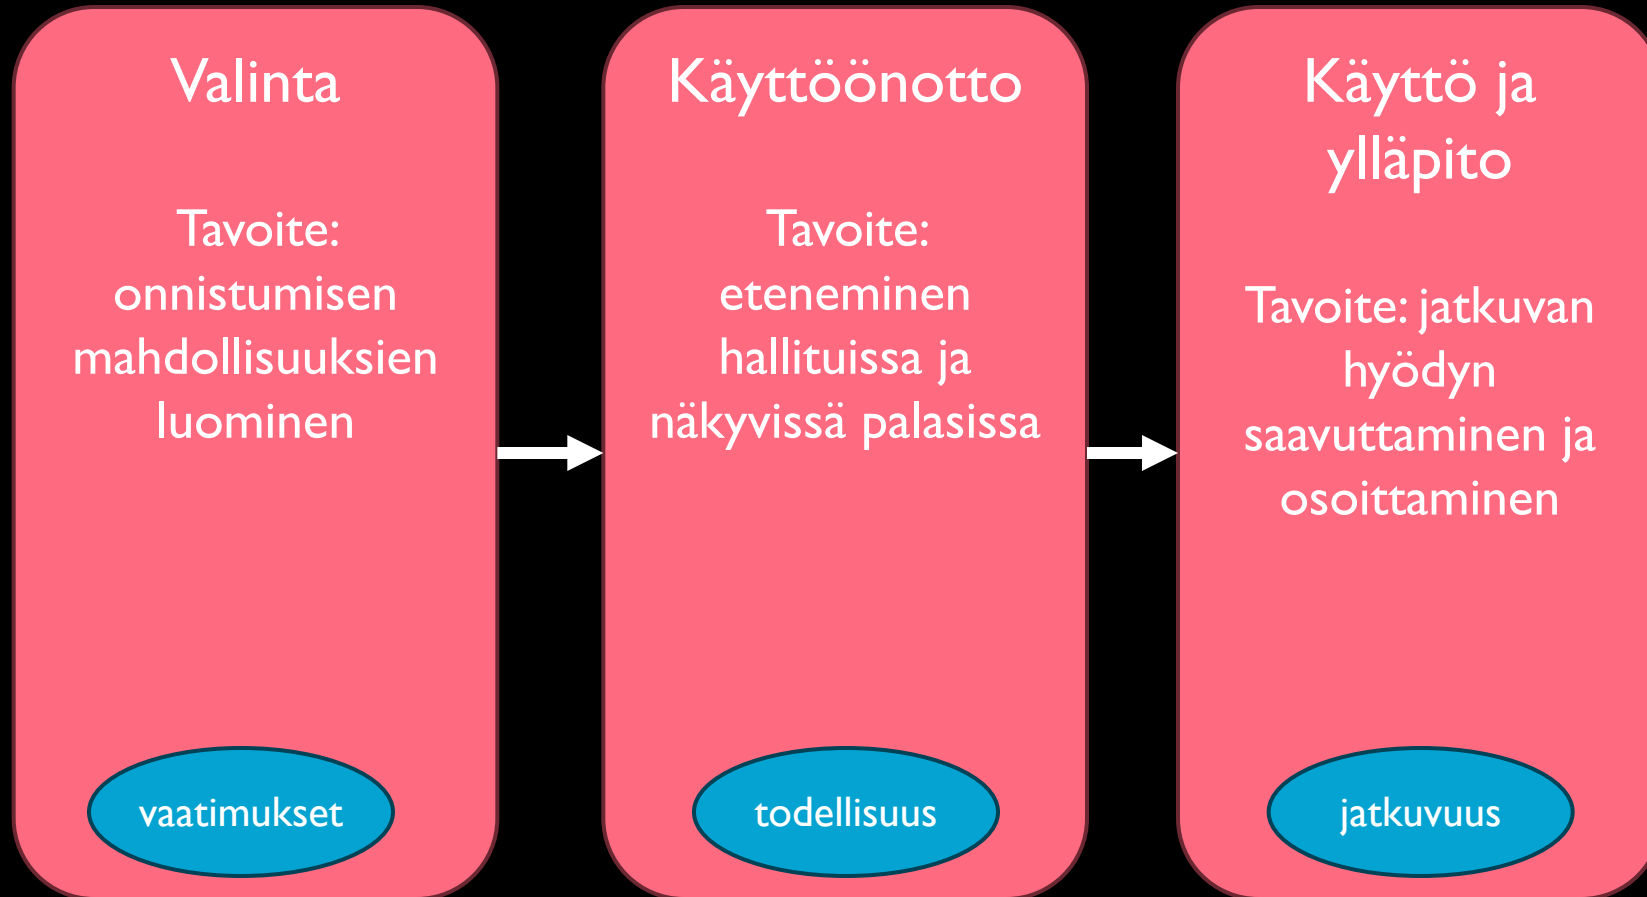 Valinta
Tavoite:
onnistumisen
mahdollisuuksien
luominen
vaatimukset
Käyttöönotto
Tavoite:
eteneminen
hallituissa ja
näkyvissä palasissa
todellisuus
Käyttö ja
ylläpito
Tavoite: jatkuvan
hyödyn
saavuttaminen ja
osoittaminen
jatkuvuus